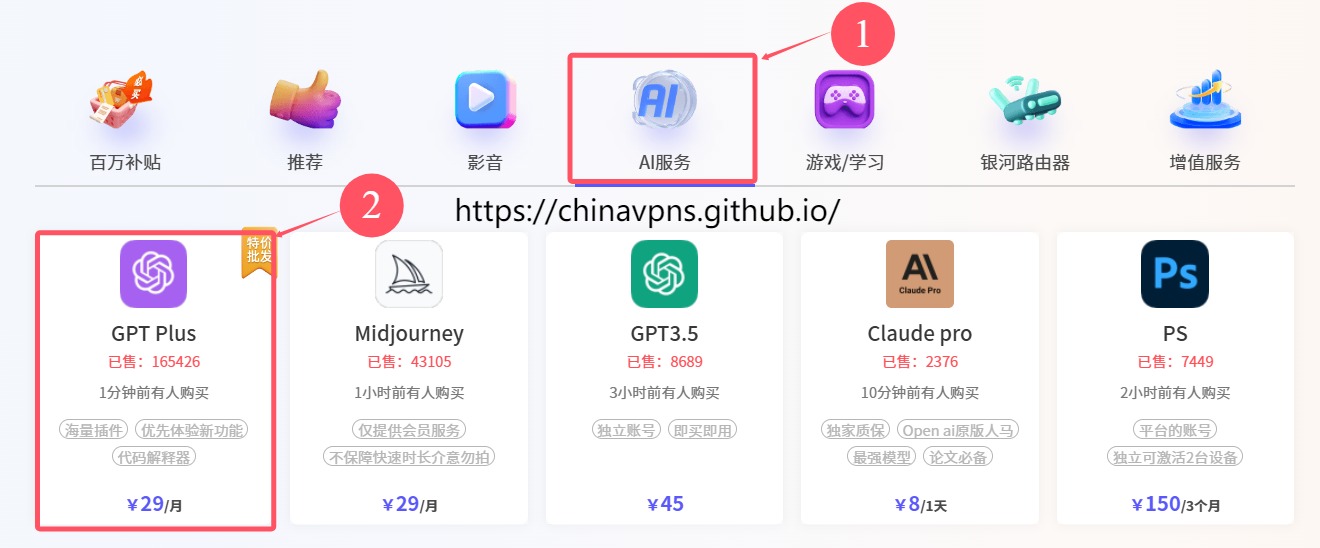 1
惠买
AI
百万补贴
推荐
影音
AI服务
游戏/学习
银河路由器
增值服务
2
https://chinavpns.github.io/
特价
批发
GPT Plus
已售：165426
1分钟前有人购买
海量插件 优先体验新功能
代码解释器
￥29/月
Midjourney
已售：43105
1小时前有人购买
仅提供会员服务
不保障快速时长介意勿拍
￥29/月
GPT3.5
已售：8689
3小时前有人购买
独立账号 即买即用
￥45
AI
Claude Pro
Claude pro
已售：2376
10分钟前有人购买
独家质保 Open ai原版人马
最强模型 论文必备
￥8/1天
Ps
PS
已售：7449
2小时前有人购买
平台的账号
独立可激活2台设备
￥150/3个月